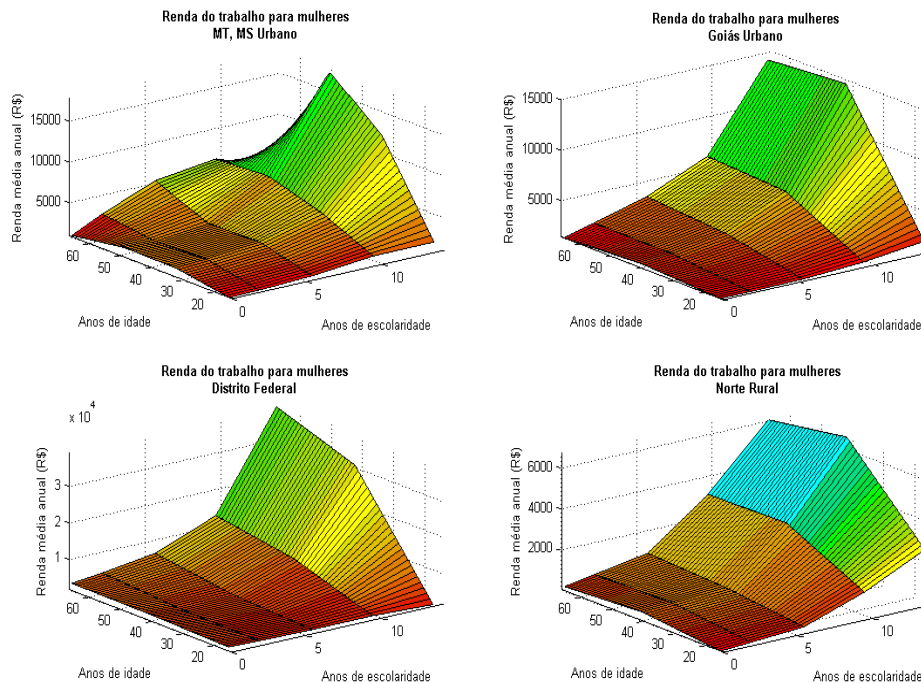 Renda do trabalho para mulheres
MT, MS Urbano
Renda média anual (R$)
15000
10000
5000
60
50
40
30
20
0
5
10
Anos de idade
Anos de escolaridade
Renda do trabalho para mulheres
Goiás Urbano
Renda média anual (R$)
15000
10000
5000
60
50
40
30
20
0
5
10
Anos de idade
Anos de escolaridade
Renda do trabalho para mulheres
Distrito Federal
x 10^4
Renda média anual (R$)
3
2
1
60
50
40
30
20
0
5
10
Anos de idade
Anos de escolaridade
Renda do trabalho para mulheres
Norte Rural
Renda média anual (R$)
6000
4000
2000
60
50
40
30
20
0
5
10
Anos de idade
Anos de escolaridade